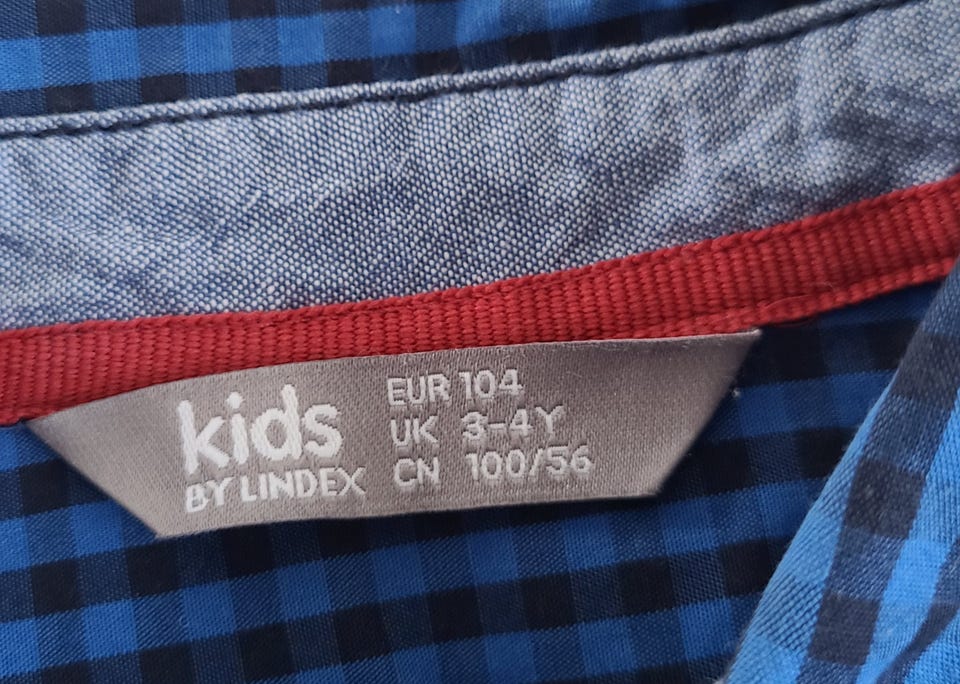 kids
BY LINDEX
EUR 104
UK 3-4Y
CN 100/56